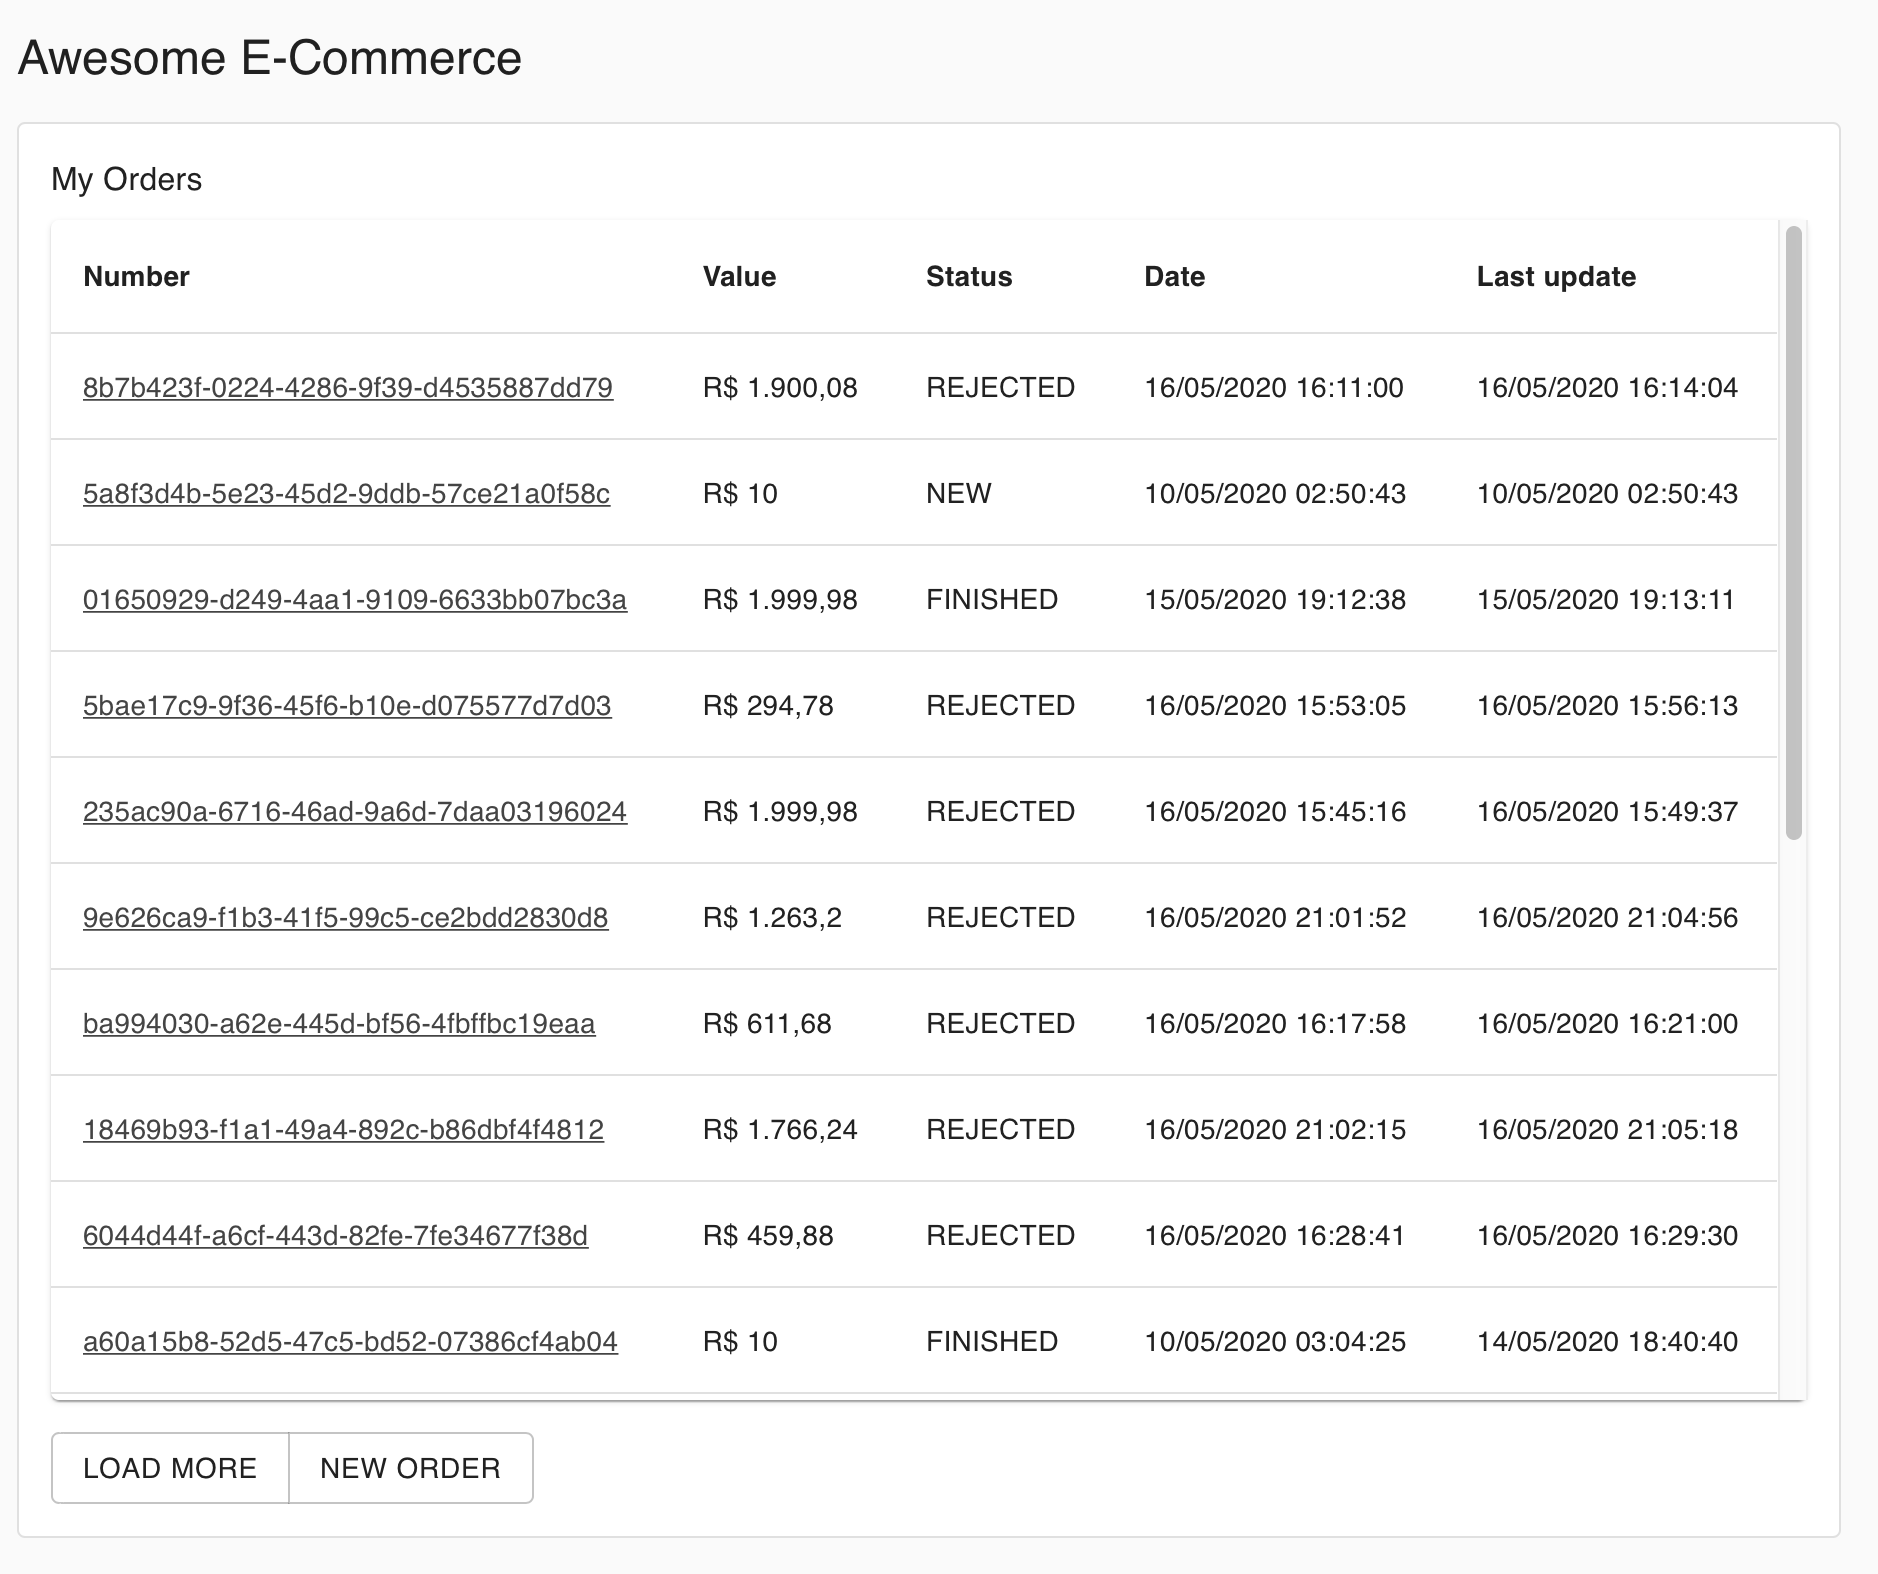 Awesome E-Commerce
My Orders
Number Value Status Date Last update
8b7b423f-0224-4286-9f39-d4535887dd79 R$ 1.900,08 REJECTED 16/05/2020 16:11:00 16/05/2020 16:14:04
5a8f3d4b-5e23-45d2-9ddb-57ce21a0f58c R$ 10 NEW 10/05/2020 02:50:43 10/05/2020 02:50:43
01650929-d249-4aa1-9109-6633bb07bc3a R$ 1.999,98 FINISHED 15/05/2020 19:12:38 15/05/2020 19:13:11
5bae17c9-9f36-45f6-b10e-d075577d7d03 R$ 294,78 REJECTED 16/05/2020 15:53:05 16/05/2020 15:56:13
235ac90a-6716-46ad-9a6d-7daa03196024 R$ 1.999,98 REJECTED 16/05/2020 15:45:16 16/05/2020 15:49:37
9e626ca9-f1b3-41f5-99c5-ce2bdd2830d8 R$ 1.263,2 REJECTED 16/05/2020 21:01:52 16/05/2020 21:04:56
ba994030-a62e-445d-bf56-4fbffbc19eaa R$ 611,68 REJECTED 16/05/2020 16:17:58 16/05/2020 16:21:00
18469b93-f1a1-49a4-892c-b86dbf4f4812 R$ 1.766,24 REJECTED 16/05/2020 21:02:15 16/05/2020 21:05:18
6044d44f-a6cf-443d-82fe-7fe34677f38d R$ 459,88 REJECTED 16/05/2020 16:28:41 16/05/2020 16:29:30
a60a15b8-52d5-47c5-bd52-07386cf4ab04 R$ 10 FINISHED 10/05/2020 03:04:25 14/05/2020 18:40:40
LOAD MORE NEW ORDER